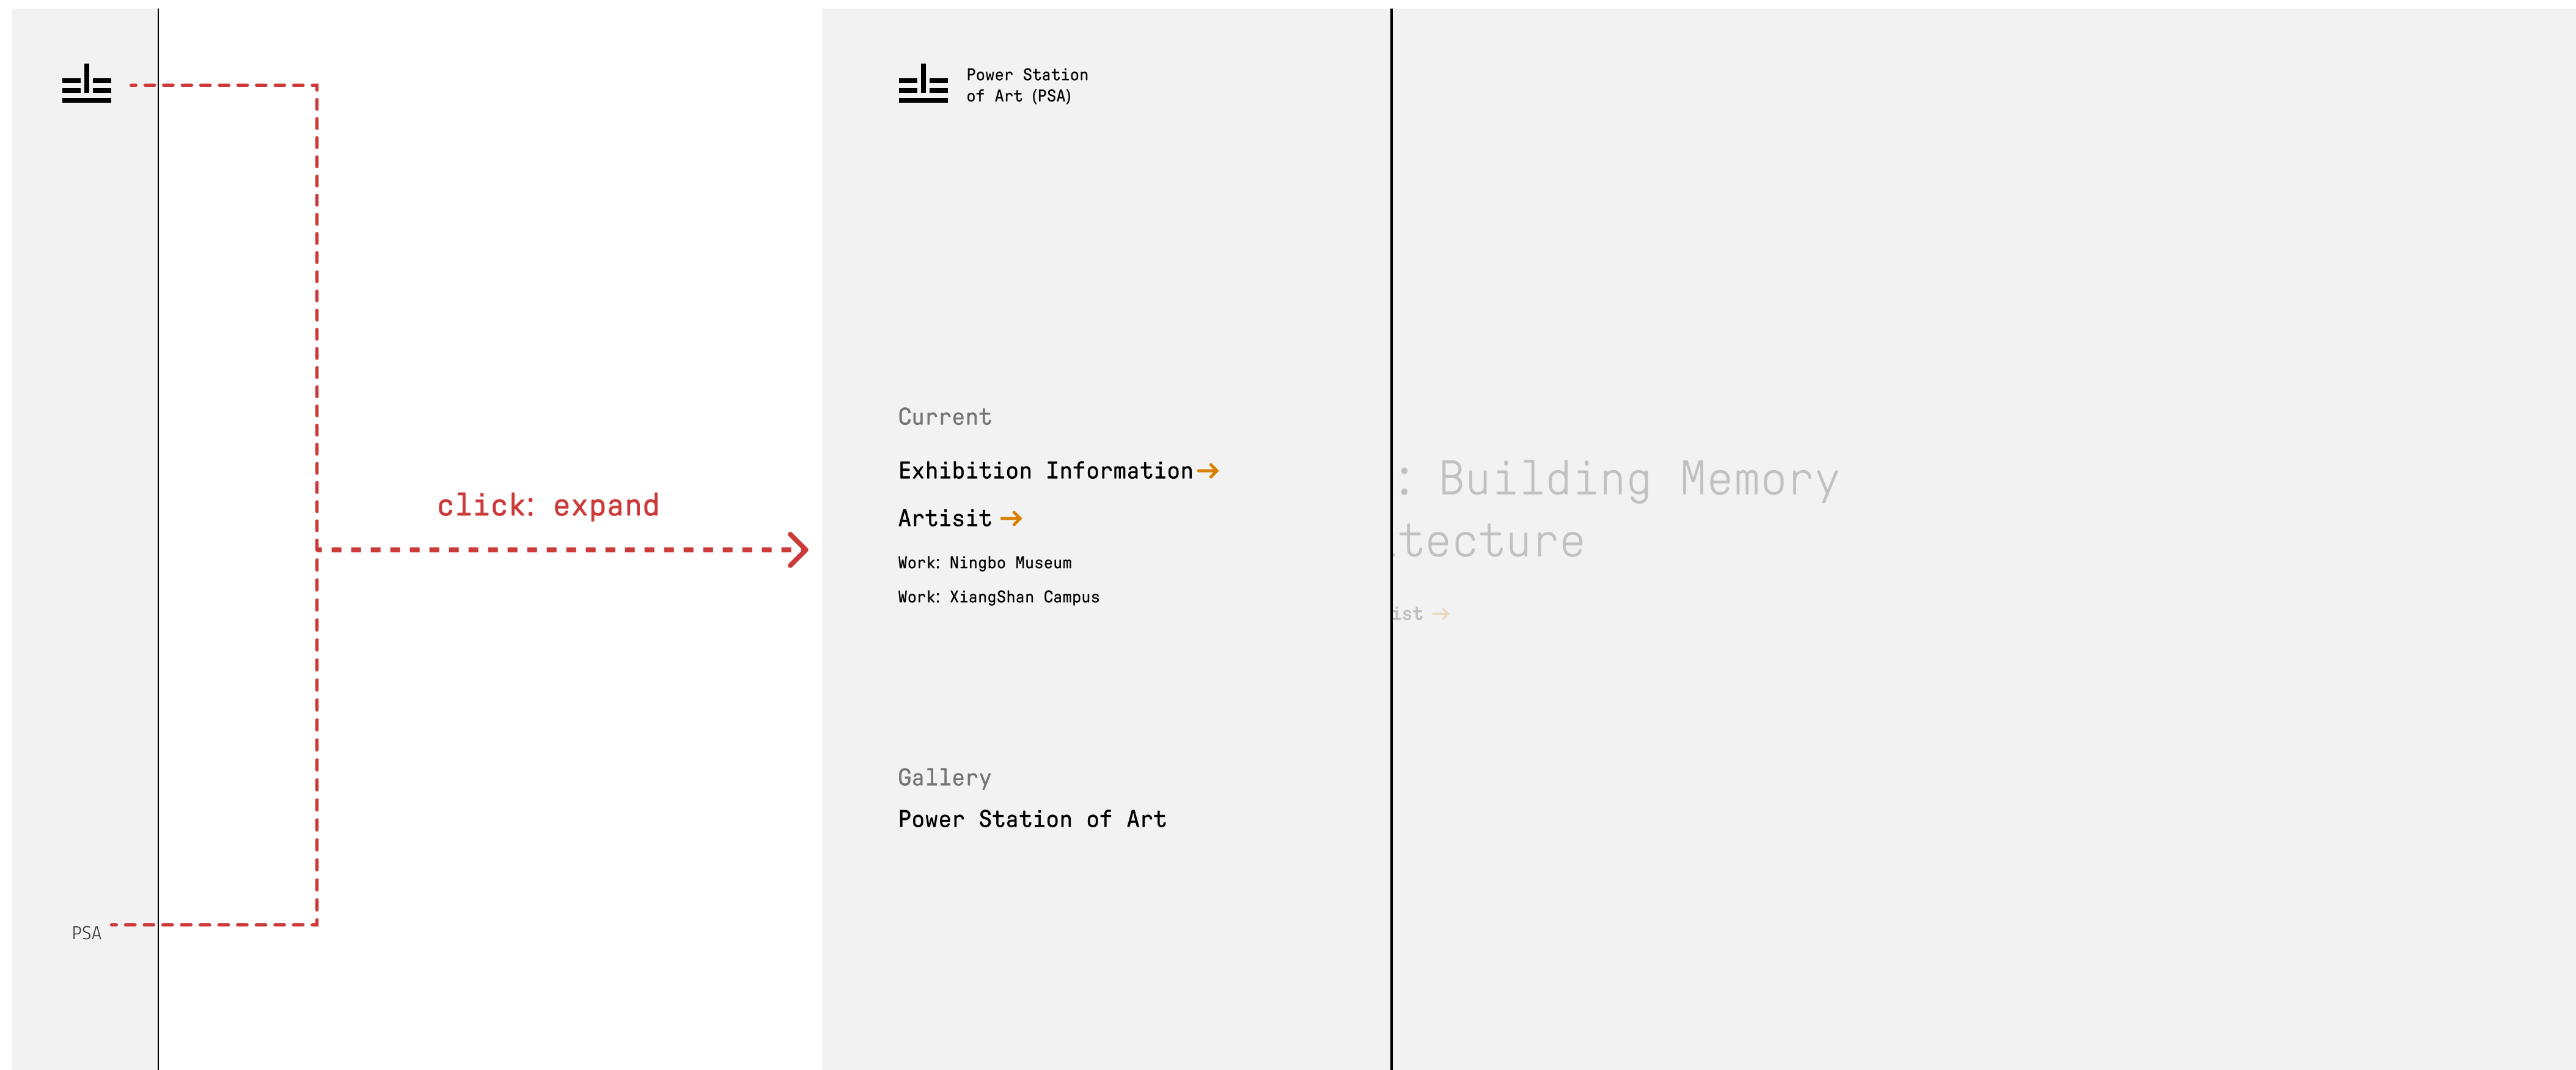 Power Station
of Art (PSA)
Current
Exhibition Information
: Building Memory
click: expand
Artisit
tecture
Work: Ningbo Museum
Work: XiangShan Campus
ist
Gallery
Power Station of Art
PSA